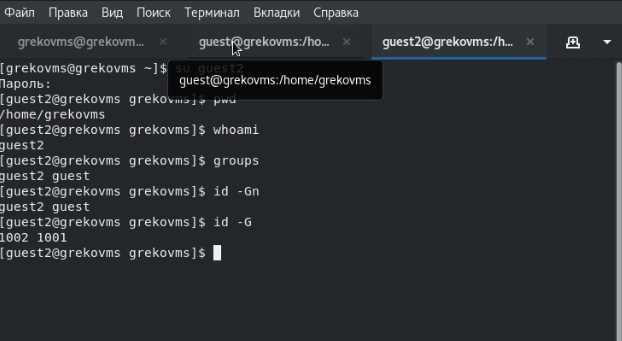 Файл Правка Вид Поиск Терминал Вкладки Справка
grekovms@grekovm... × guest@grekovms:/ho... × guest2@grekovms:/h... ×
[grekovms@grekovms ~]$ su guest2
guest@grekovms:/home/grekovms
Пароль:
[guest2@grekovms grekovms]$ pwd
/home/grekovms
[guest2@grekovms grekovms]$ whoami
guest2
[guest2@grekovms grekovms]$ groups
guest2 guest
[guest2@grekovms grekovms]$ id -Gn
guest2 guest
[guest2@grekovms grekovms]$ id -G
1002 1001
[guest2@grekovms grekovms]$